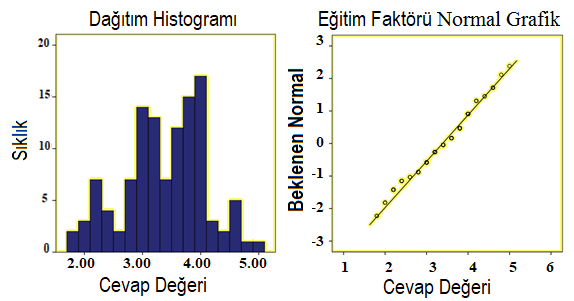 Dağıtım Histogramı
20
15
10
5
0
Sıklık
2.00 3.00 4.00 5.00
Cevap Değeri
Eğitim Faktörü Normal Grafik
3
2
1
0
-1
-2
-3
Beklenen Normal
1 2 3 4 5 6
Cevap Değeri